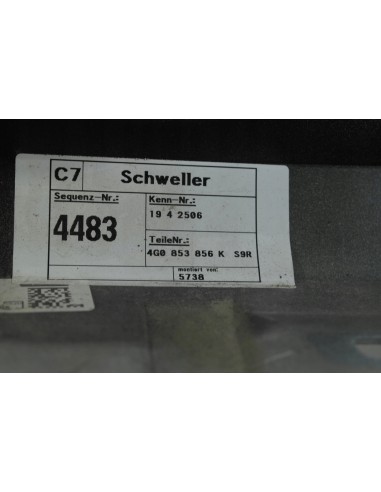 C7 Schweller
Sequenz-Nr.: Kenn-Nr.:
4483 19 4 2506
TeileNr.:
4G0 853 856 K S9R
montiert von:
5738